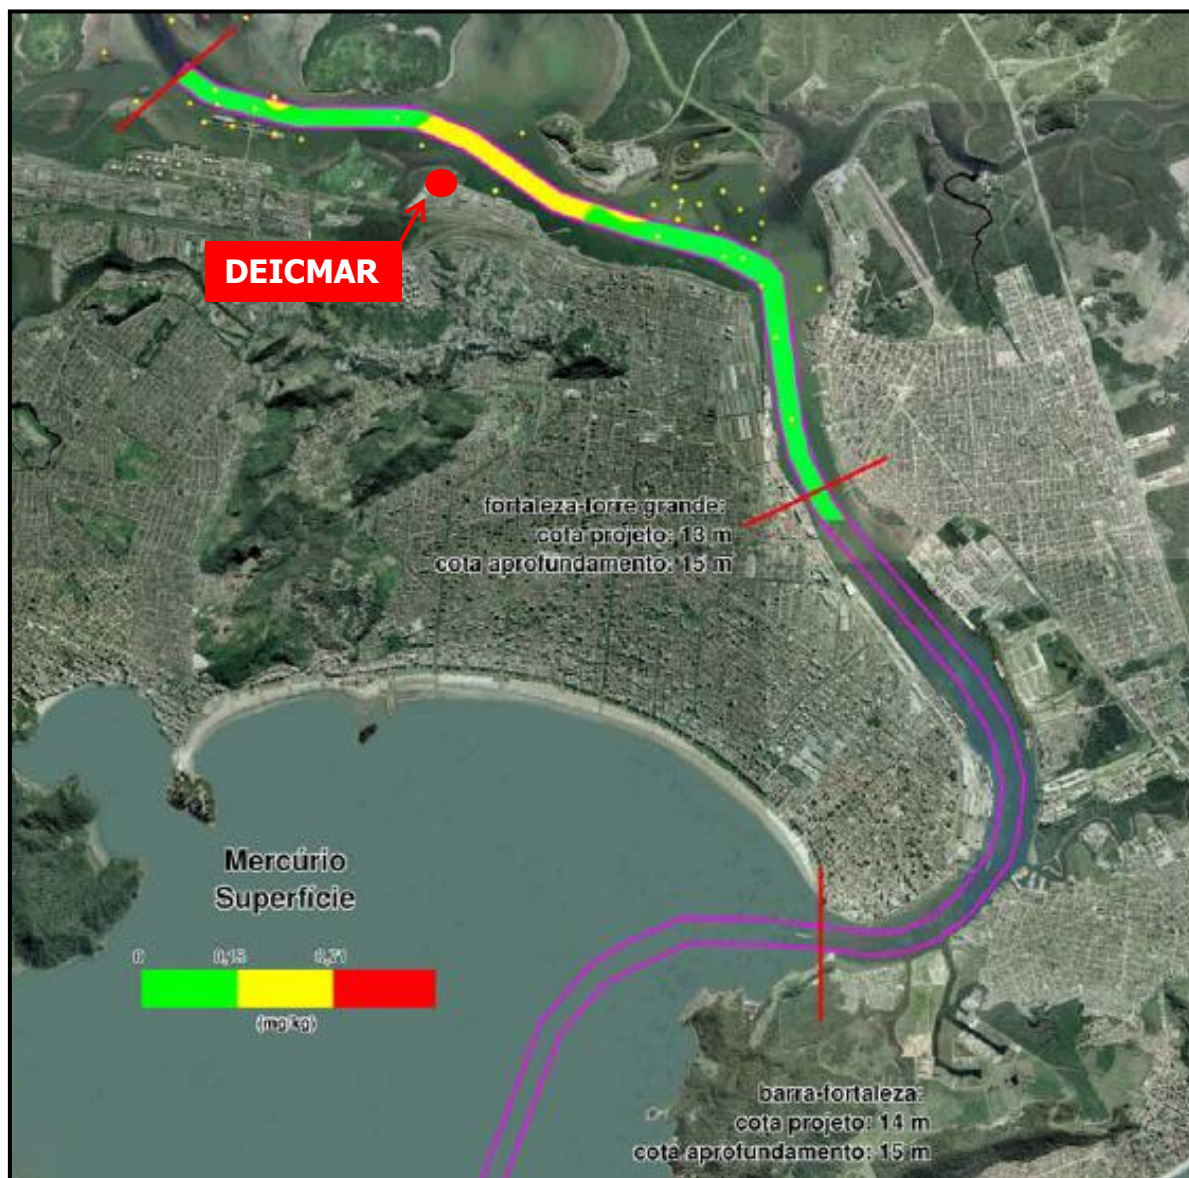 DEICMAR
fortaleza-torre grande:
cota projeto: 13 m
cota aprofundamento: 15 m
Mercúrio
Superfície
0 0,15 0,71
(mg/kg)
barra-fortaleza:
cota projeto: 14 m
cota aprofundamento: 15 m